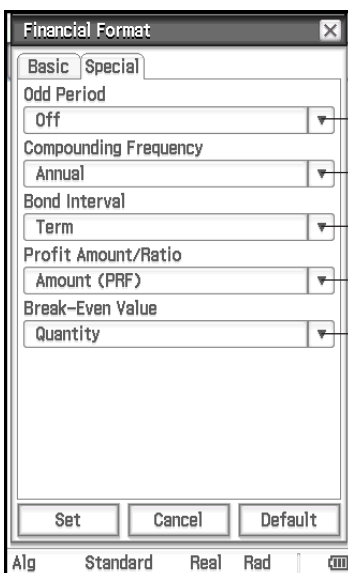 Financial Format
Basic Special
Odd Period
Off
Compounding Frequency
Annual
Bond Interval
Term
Profit Amount/Ratio
Amount (PRF)
Break-Even Value
Quantity
Set Cancel Default
Alg Standard Real Rad